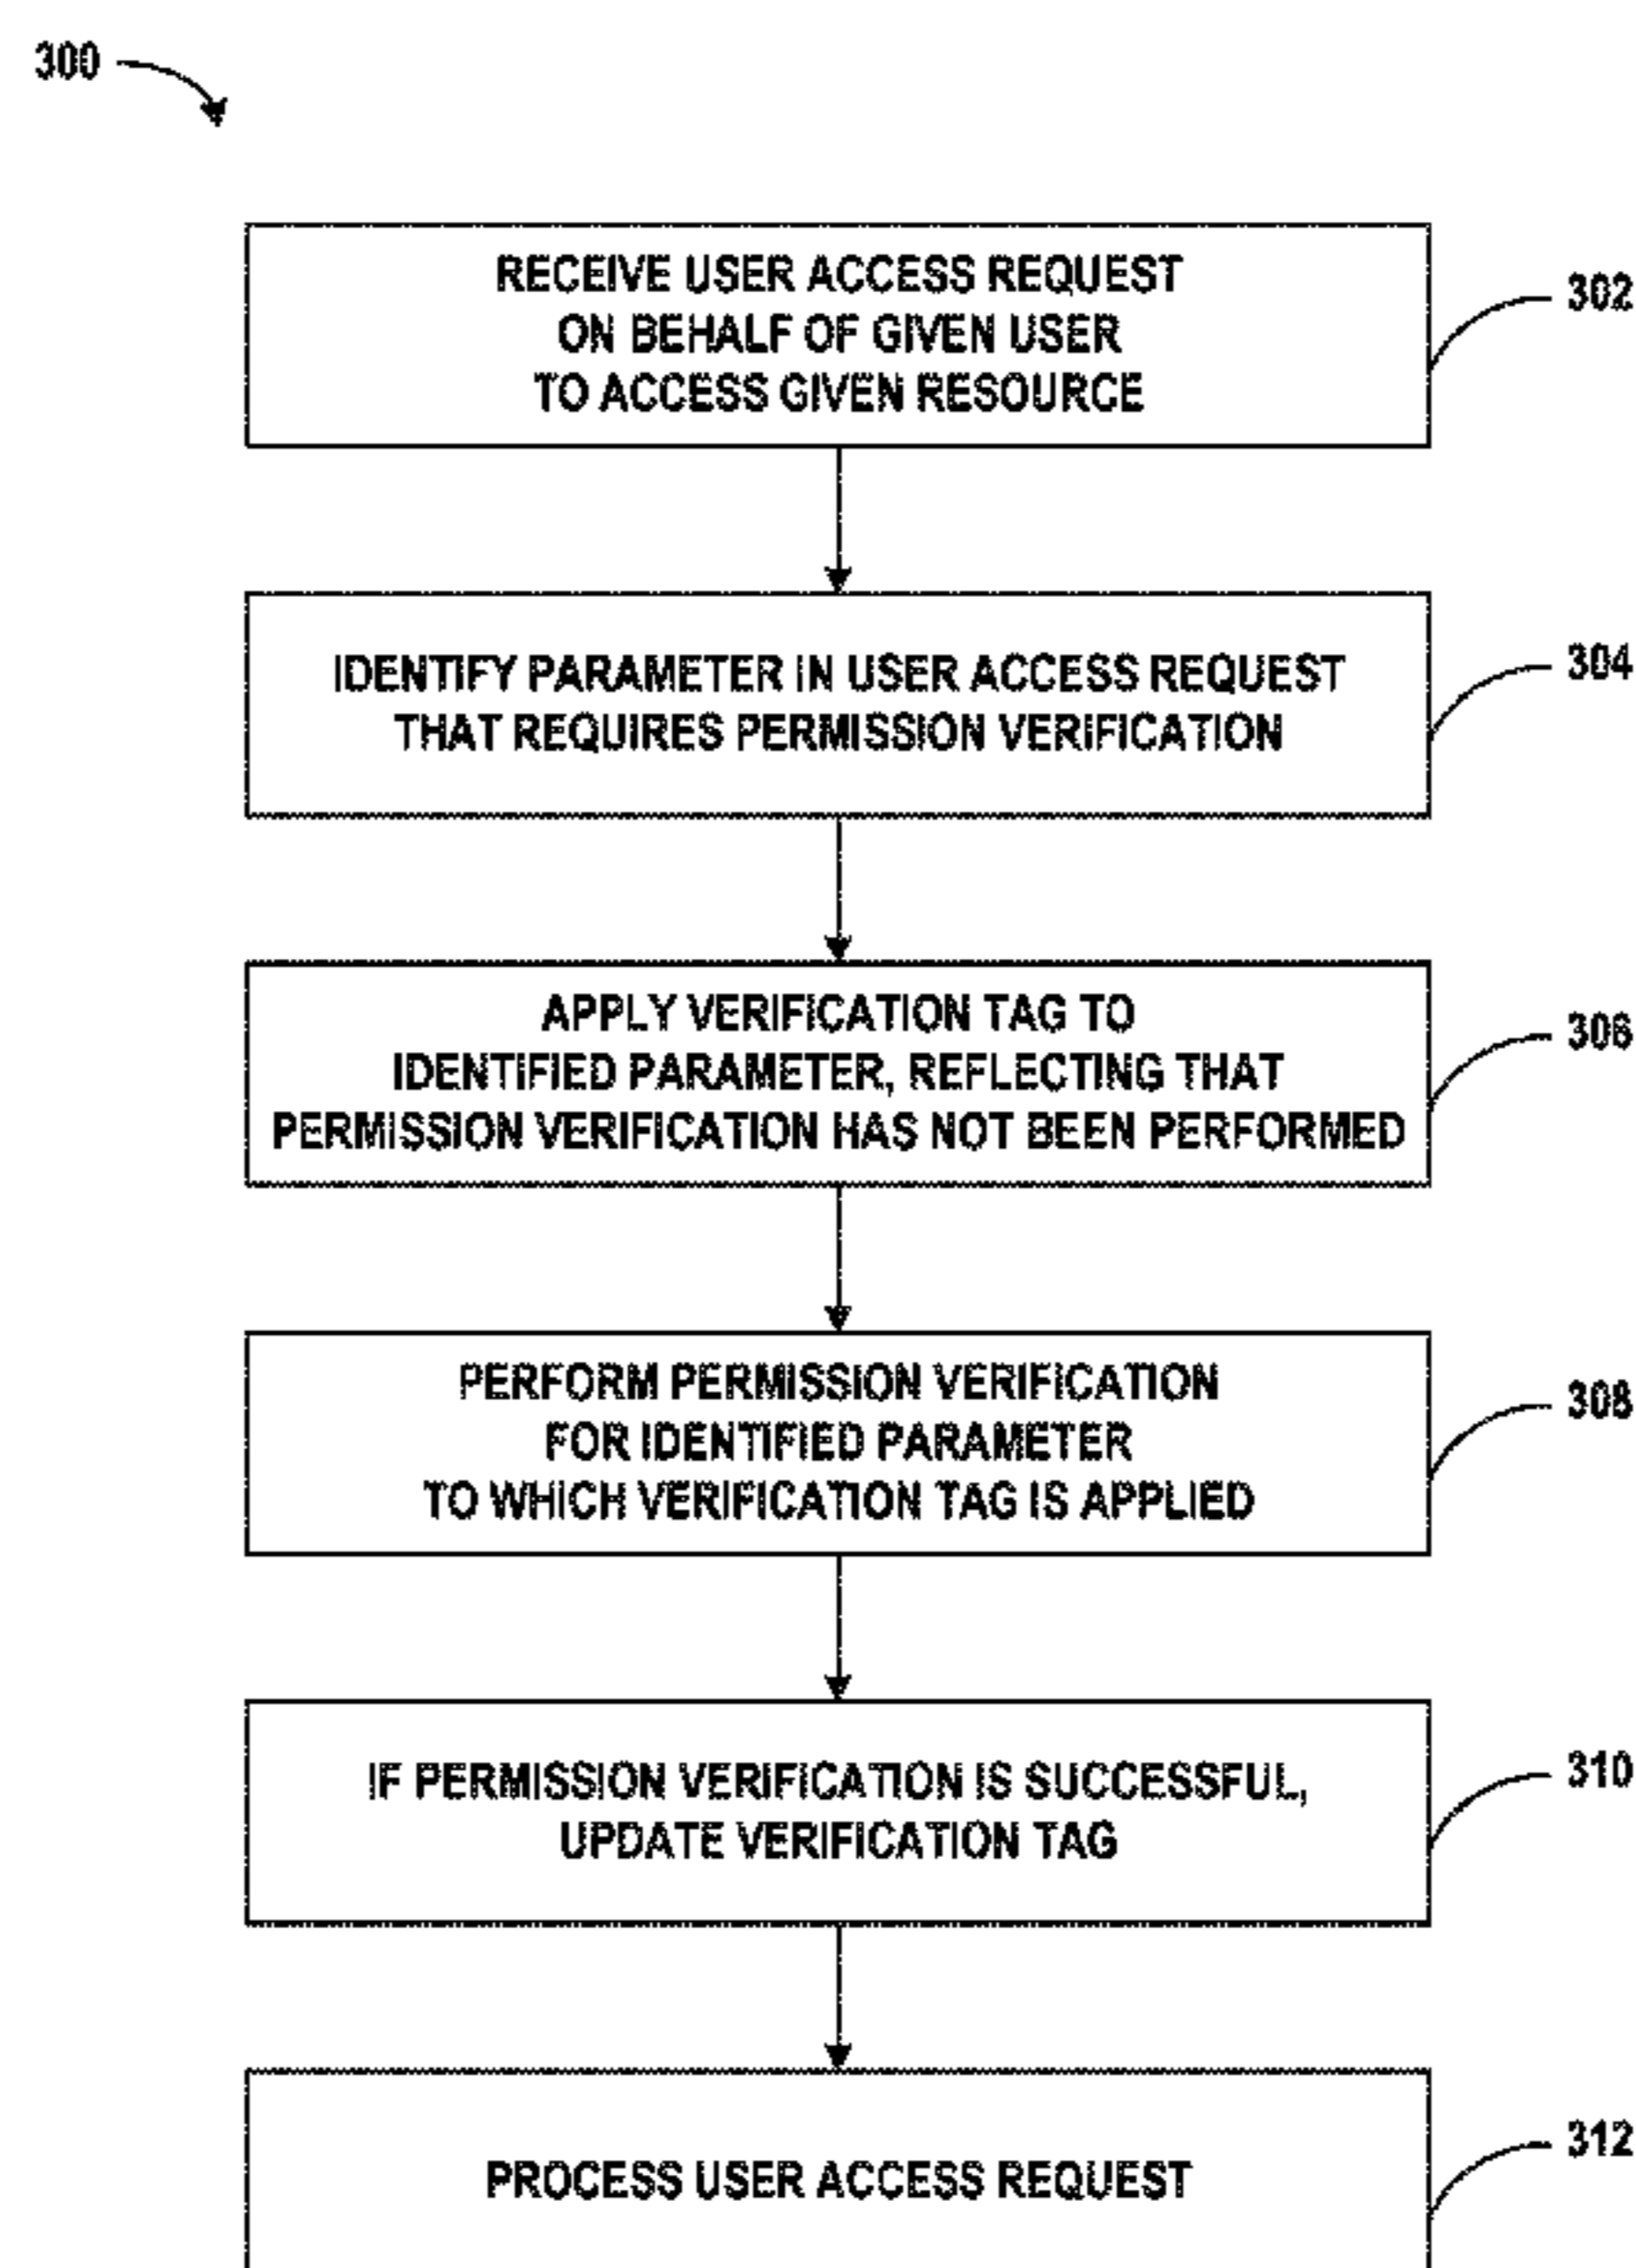 300
RECEIVE USER ACCESS REQUEST
ON BEHALF OF GIVEN USER
TO ACCESS GIVEN RESOURCE
302
IDENTIFY PARAMETER IN USER ACCESS REQUEST
THAT REQUIRES PERMISSION VERIFICATION
304
APPLY VERIFICATION TAG TO
IDENTIFIED PARAMETER, REFLECTING THAT
PERMISSION VERIFICATION HAS NOT BEEN PERFORMED
306
PERFORM PERMISSION VERIFICATION
FOR IDENTIFIED PARAMETER
TO WHICH VERIFICATION TAG IS APPLIED
308
IF PERMISSION VERIFICATION IS SUCCESSFUL,
UPDATE VERIFICATION TAG
310
PROCESS USER ACCESS REQUEST
312